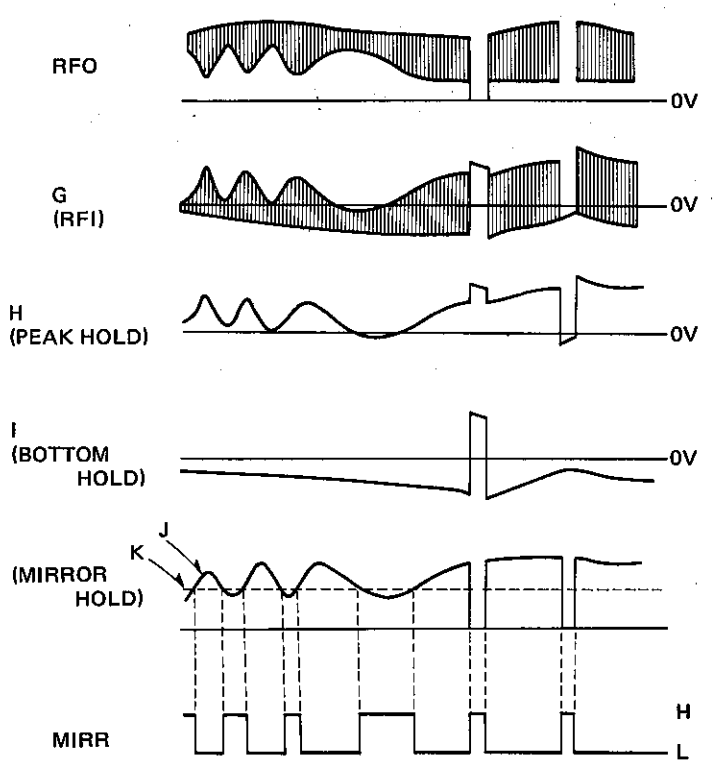 RFO
0V
G
(RFI)
0V
H
(PEAK HOLD)
0V
I
(BOTTOM
HOLD)
0V
J
K
(MIRROR
HOLD)
H
MIRR
L